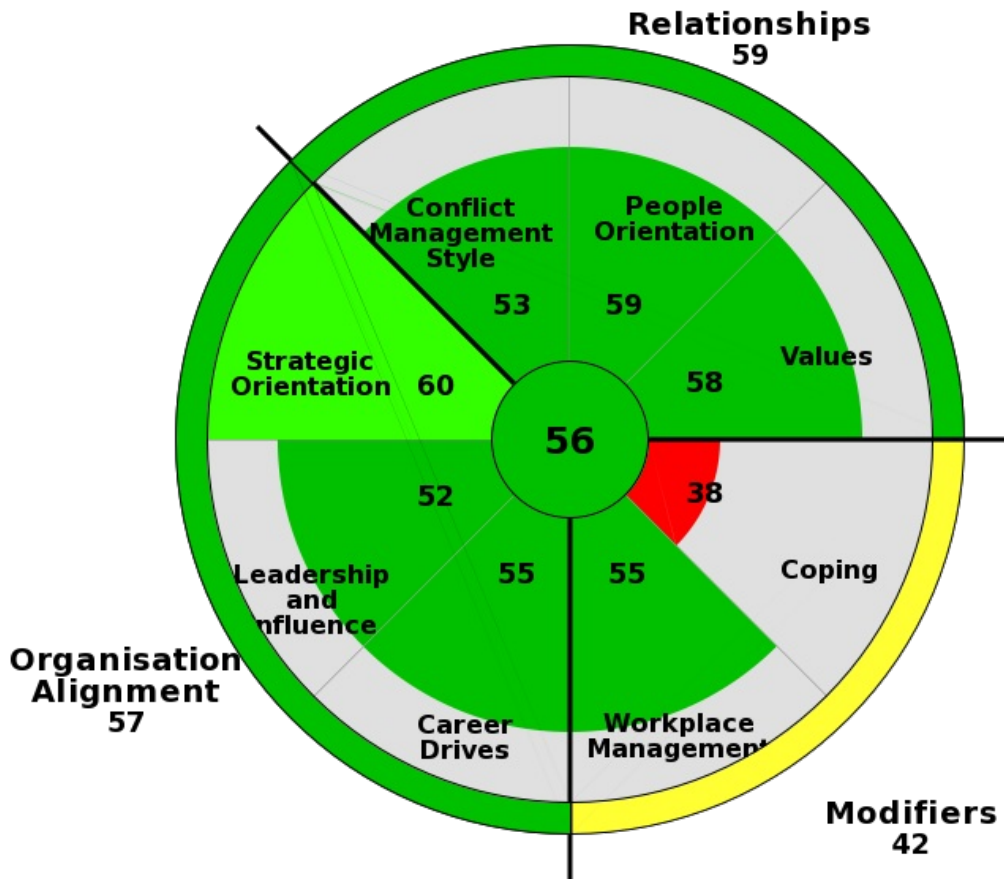 Relationships
59
Conflict
Management
Style
53
People
Orientation
59
Values
58
Strategic
Orientation
60
56
52
Leadership
and
nfluence
38
Coping
55
55
Organisation
Alignment
57
Career
Drives
Workplace
Management
Modifiers
42